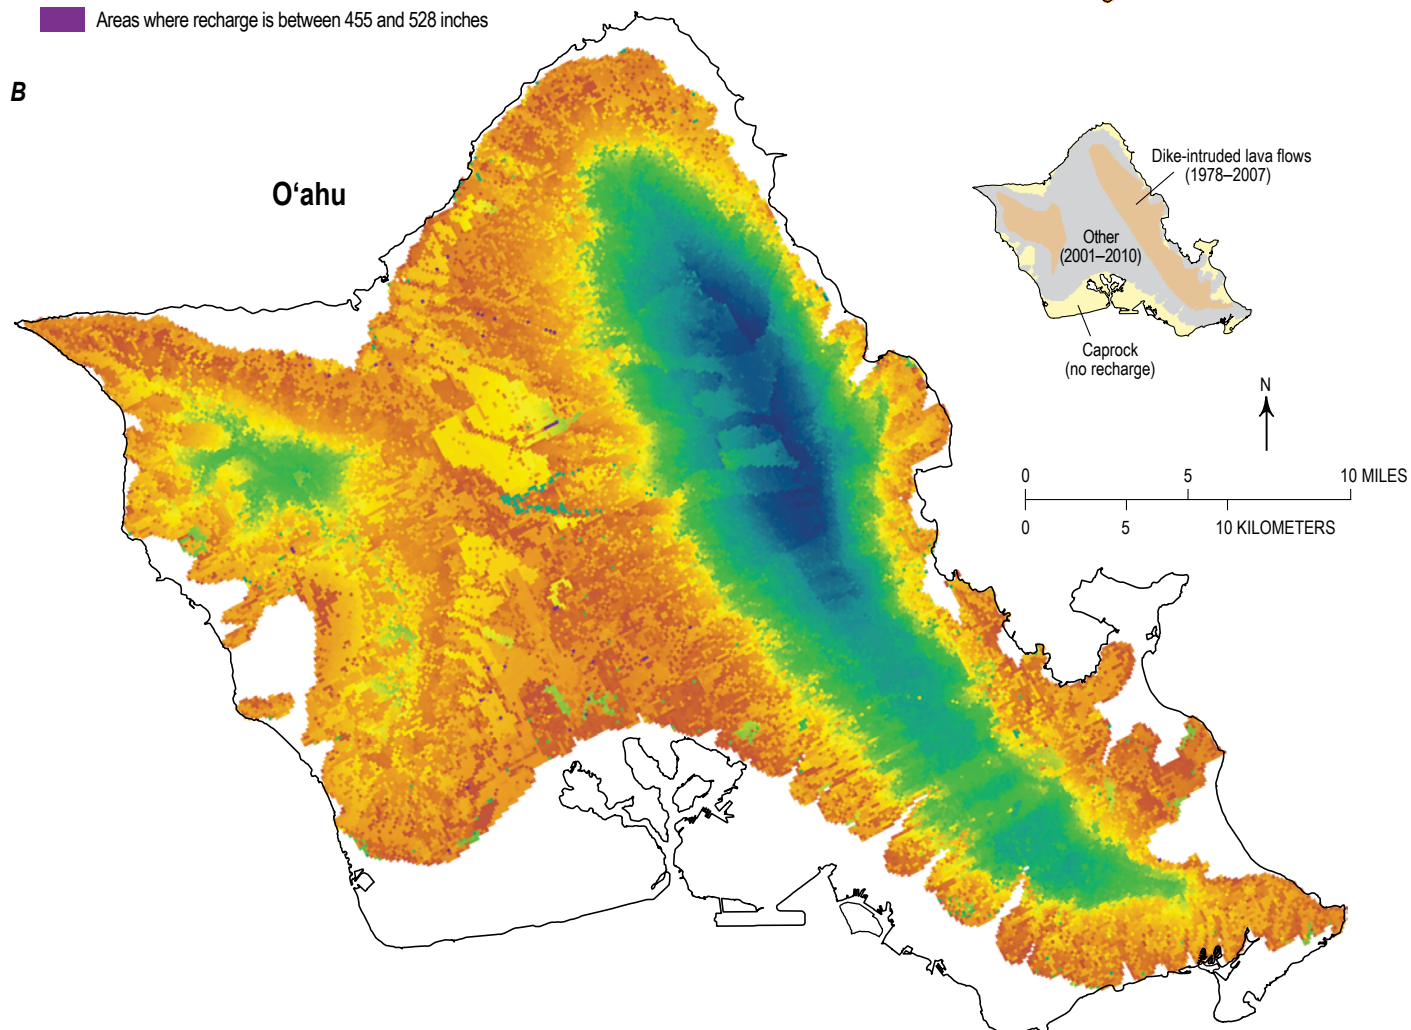 Areas where recharge is between 455 and 528 inches
B
Oʻahu
Dike-intruded lava flows
(1978–2007)
Other
(2001–2010)
Caprock
(no recharge)
N
0 5 10 MILES
0 5 10 KILOMETERS